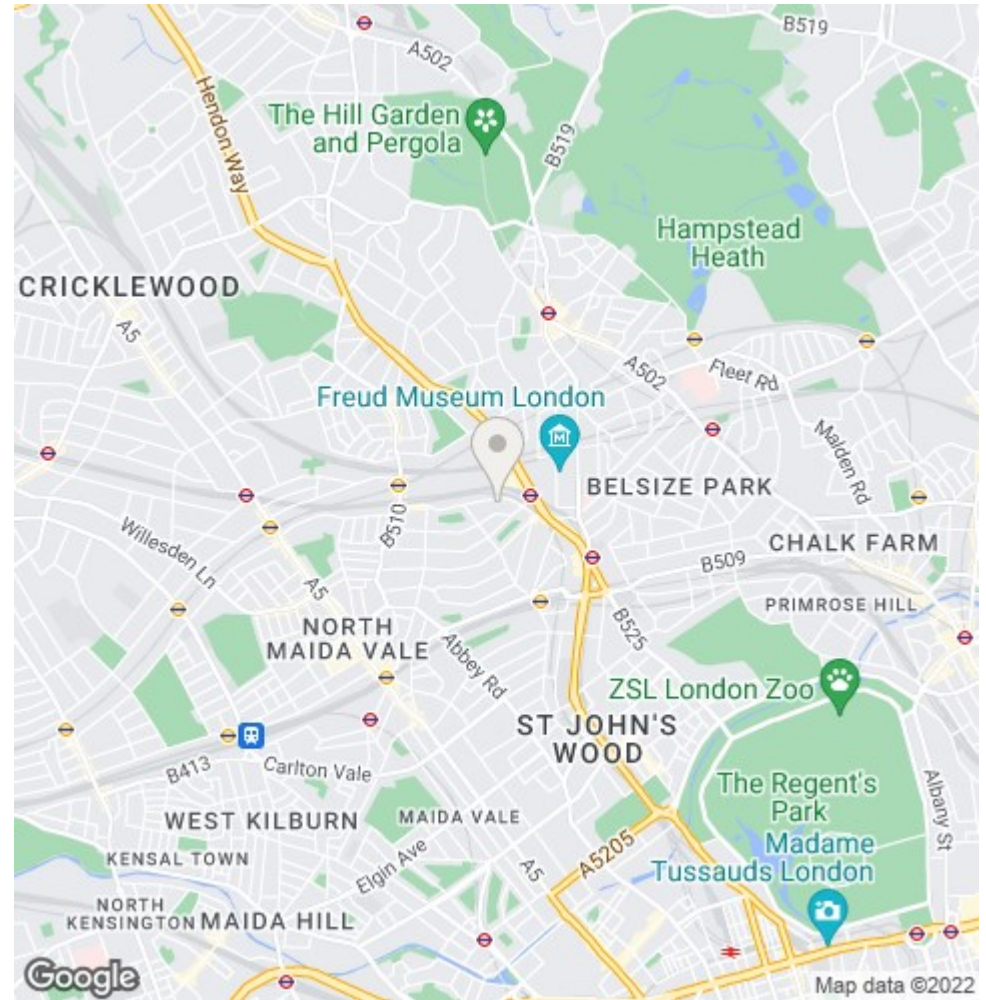 B519
A502
Hendon Way
The Hill Garden
and Pergola
B519
Hampstead
Heath
CRICKLEWOOD
A5
A502
Fleet Rd
Freud Museum London
Malden Rd
BELSIZE PARK
B510
Willesden Ln
CHALK FARM
B509
A5
PRIMROSE HILL
B525
NORTH
MAIDA VALE
Abbey Rd
ZSL London Zoo
ST JOHN'S
WOOD
B413
Carlton Vale
The Regent's
Park
Albany St
WEST KILBURN
MAIDA VALE
Madame
Tussauds London
A5205
KENSAL TOWN
Elgin Ave
A5
NORTH
KENSINGTON
MAIDA HILL
Google
Map data ©2022